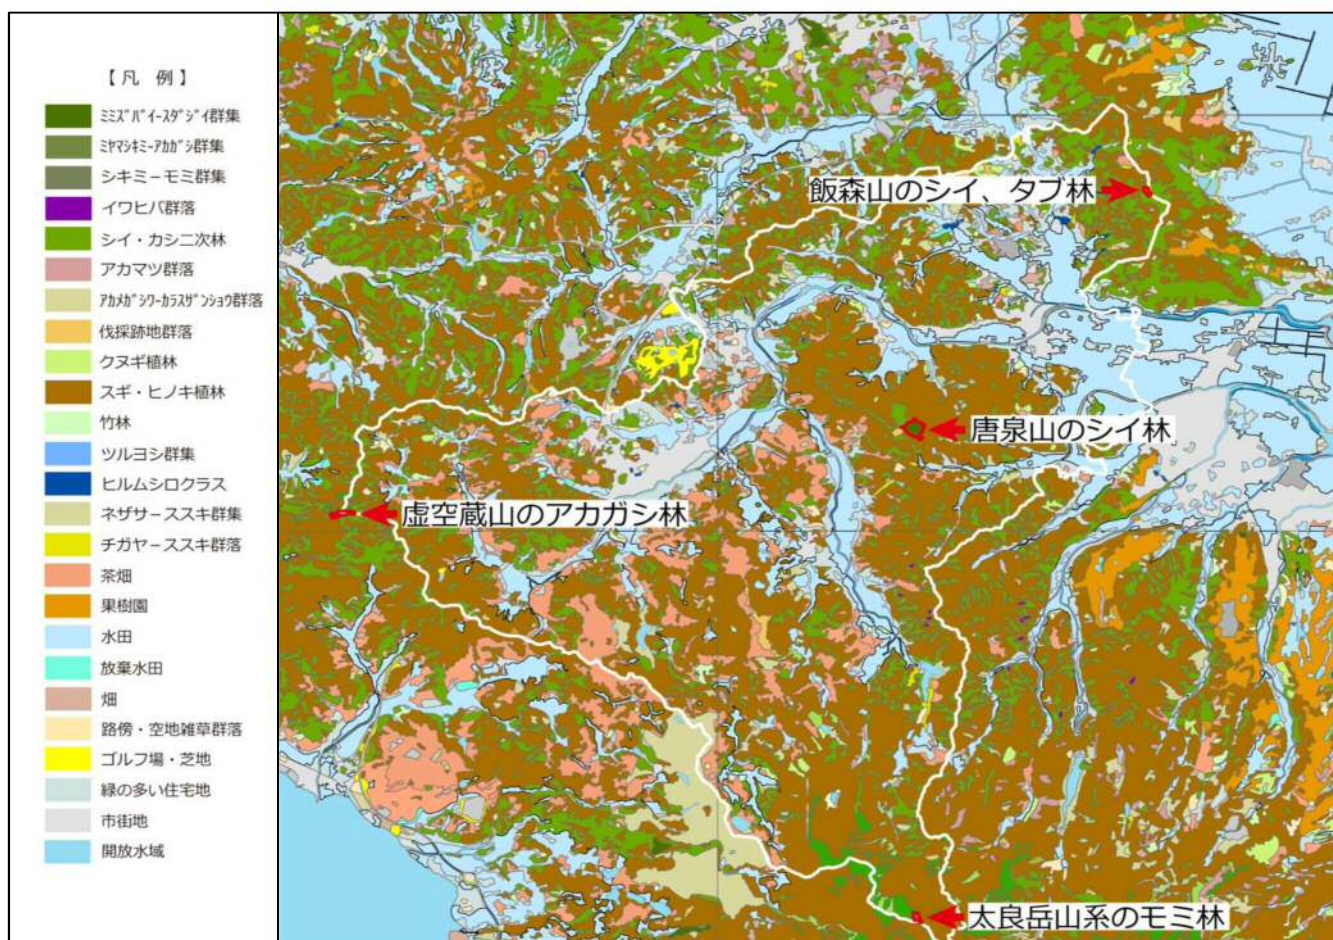 【凡 例】
ﾐﾐｽﾞﾊﾞｲｰｽﾀﾞｼﾞｲ群集
ﾐﾔﾏｼｷﾐｰｱｶｶﾞｼ群集
シキミーモミ群集
イワヒバ群落
シイ・カシ二次林
アカマツ群落
ｱｶﾒｶﾞｼﾜｰｶﾗｽｻﾞﾝｼｮｳ群落
伐採跡地群落
クヌギ植林
スギ・ヒノキ植林
竹林
ツルヨシ群集
ヒルムシロクラス
ネザサーススキ群集
チガヤーススキ群落
茶畑
果樹園
水田
放棄水田
畑
路傍・空地雑草群落
ゴルフ場・芝地
緑の多い住宅地
市街地
開放水域
飯森山のシイ、タブ林
唐泉山のシイ林
虚空蔵山のアカガシ林
太良岳山系のモミ林